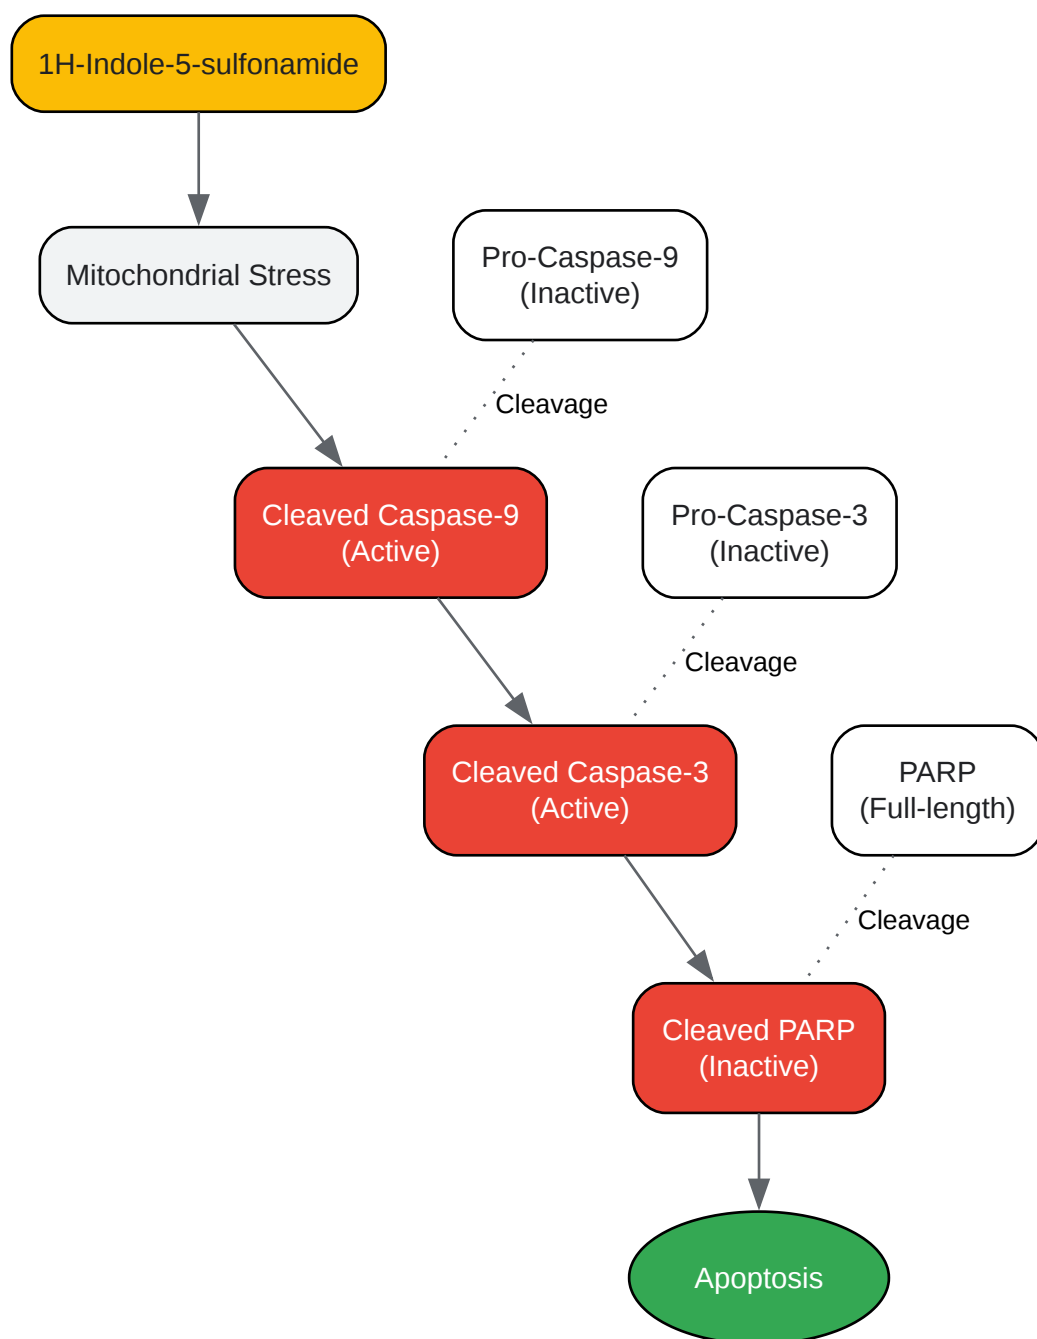 1H-Indole-5-sulfonamide
Mitochondrial Stress
Pro-Caspase-9
(Inactive)
Cleavage
Cleaved Caspase-9
(Active)
Pro-Caspase-3
(Inactive)
Cleavage
Cleaved Caspase-3
(Active)
PARP
(Full-length)
Cleavage
Cleaved PARP
(Inactive)
Apoptosis